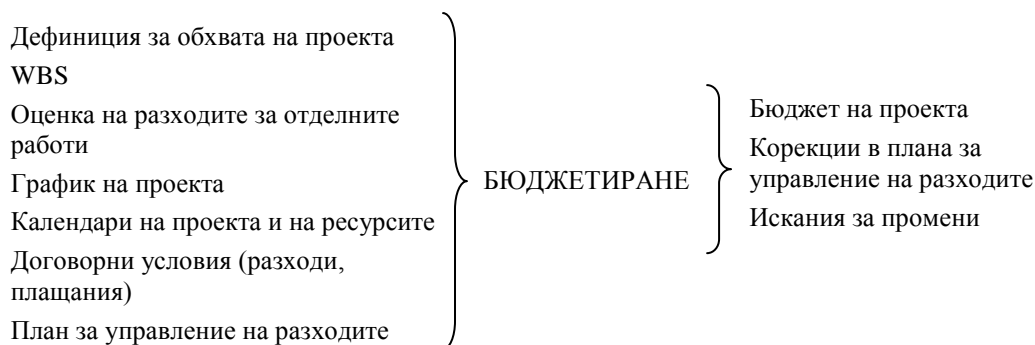 Дефиниция за обхвата на проекта
WBS
Оценка на разходите за отделните
работи
График на проекта
Календари на проекта и на ресурсите
Договорни условия (разходи,
плащания)
План за управление на разходите
БЮДЖЕТИРАНЕ
Бюджет на проекта
Корекции в плана за
управление на разходите
Искания за промени